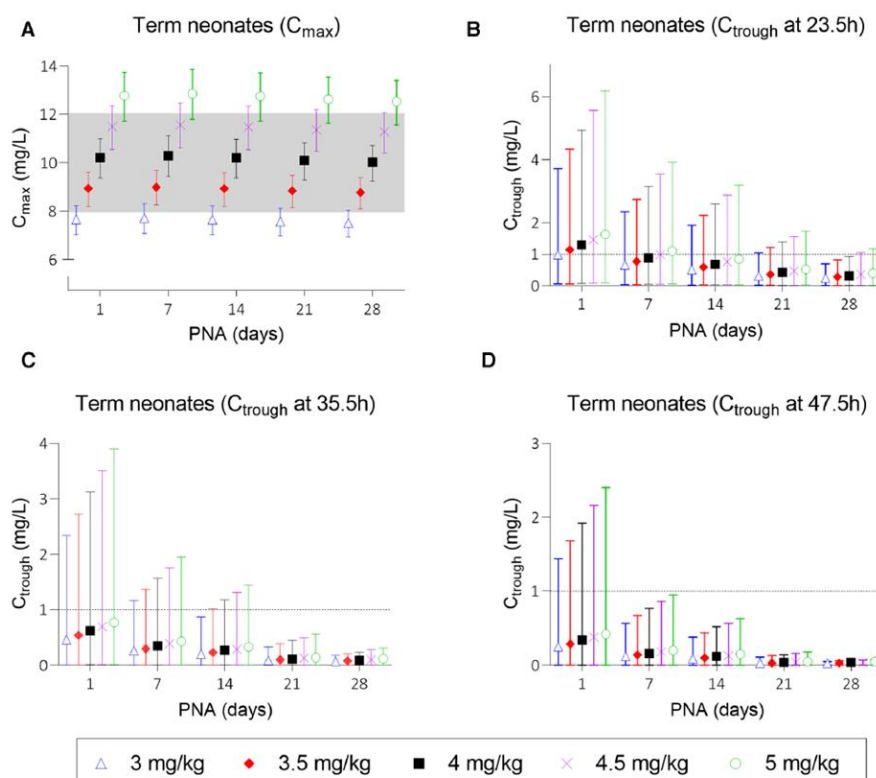 A
Term neonates (Cmax)
Cmax (mg/L)
14
12
10
8
6
1 7 14 21 28
PNA (days)
B
Term neonates (Ctrough at 23.5h)
Ctrough (mg/L)
6
4
2
1
0
1 7 14 21 28
PNA (days)
C
Term neonates (Ctrough at 35.5h)
Ctrough (mg/L)
4
3
2
1
0
1 7 14 21 28
PNA (days)
D
Term neonates (Ctrough at 47.5h)
Ctrough (mg/L)
3
2
1
0
1 7 14 21 28
PNA (days)
3 mg/kg 3.5 mg/kg 4 mg/kg 4.5 mg/kg 5 mg/kg